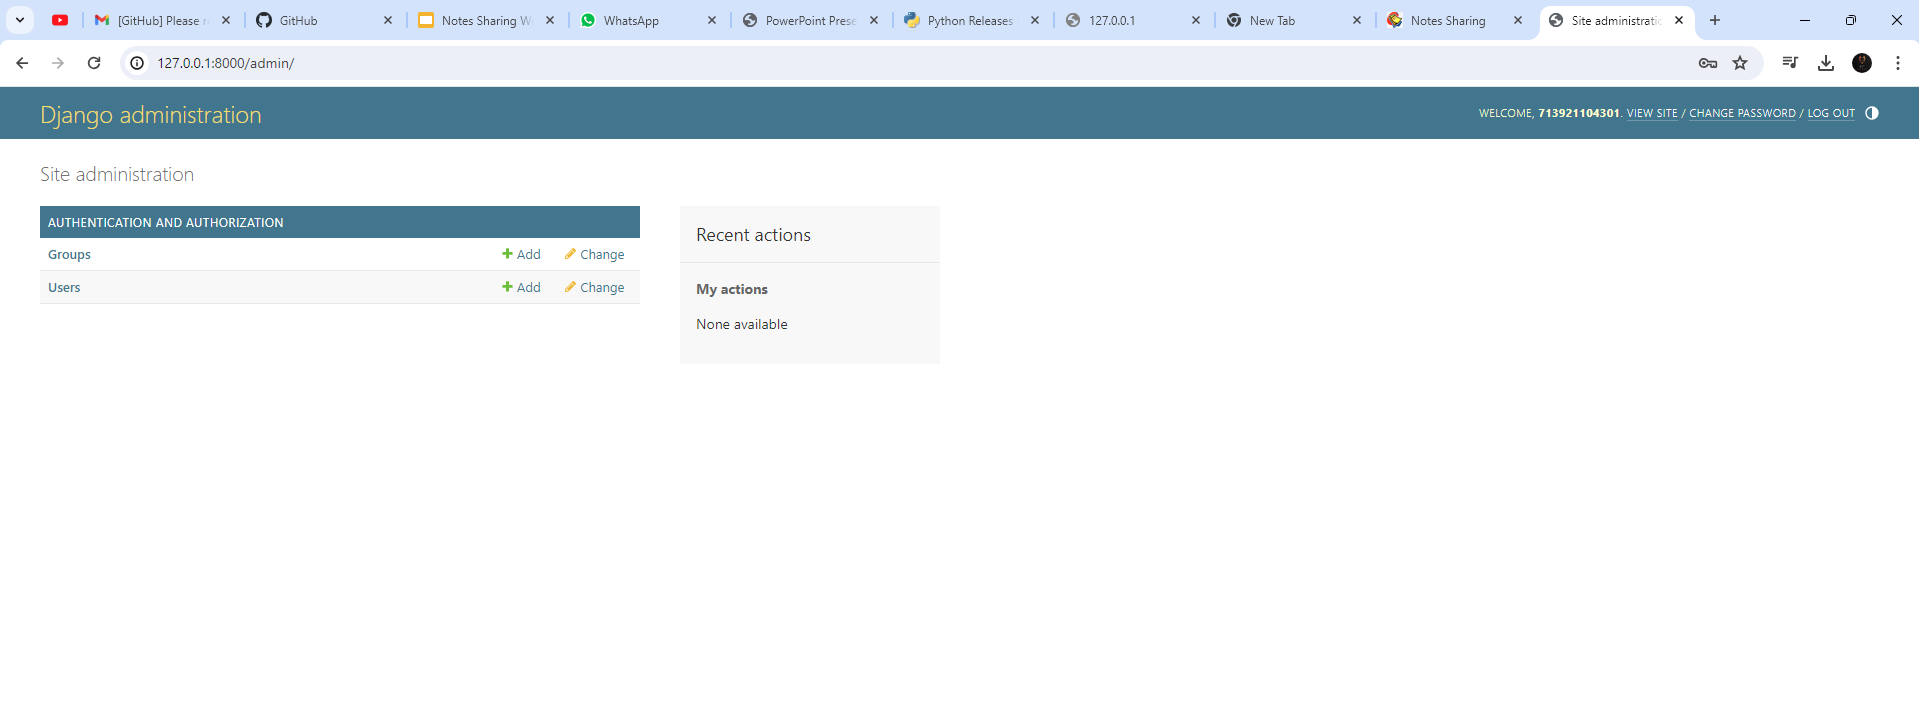 [GitHub] Please r
GitHub
Notes Sharing W
WhatsApp
PowerPoint Prese
Python Releases
127.0.0.1
New Tab
Notes Sharing
Site administratio
127.0.0.1:8000/admin/
Django administration
WELCOME, 713921104301. VIEW SITE / CHANGE PASSWORD / LOG OUT
Site administration
AUTHENTICATION AND AUTHORIZATION
Groups Add Change
Users Add Change
Recent actions
My actions
None available